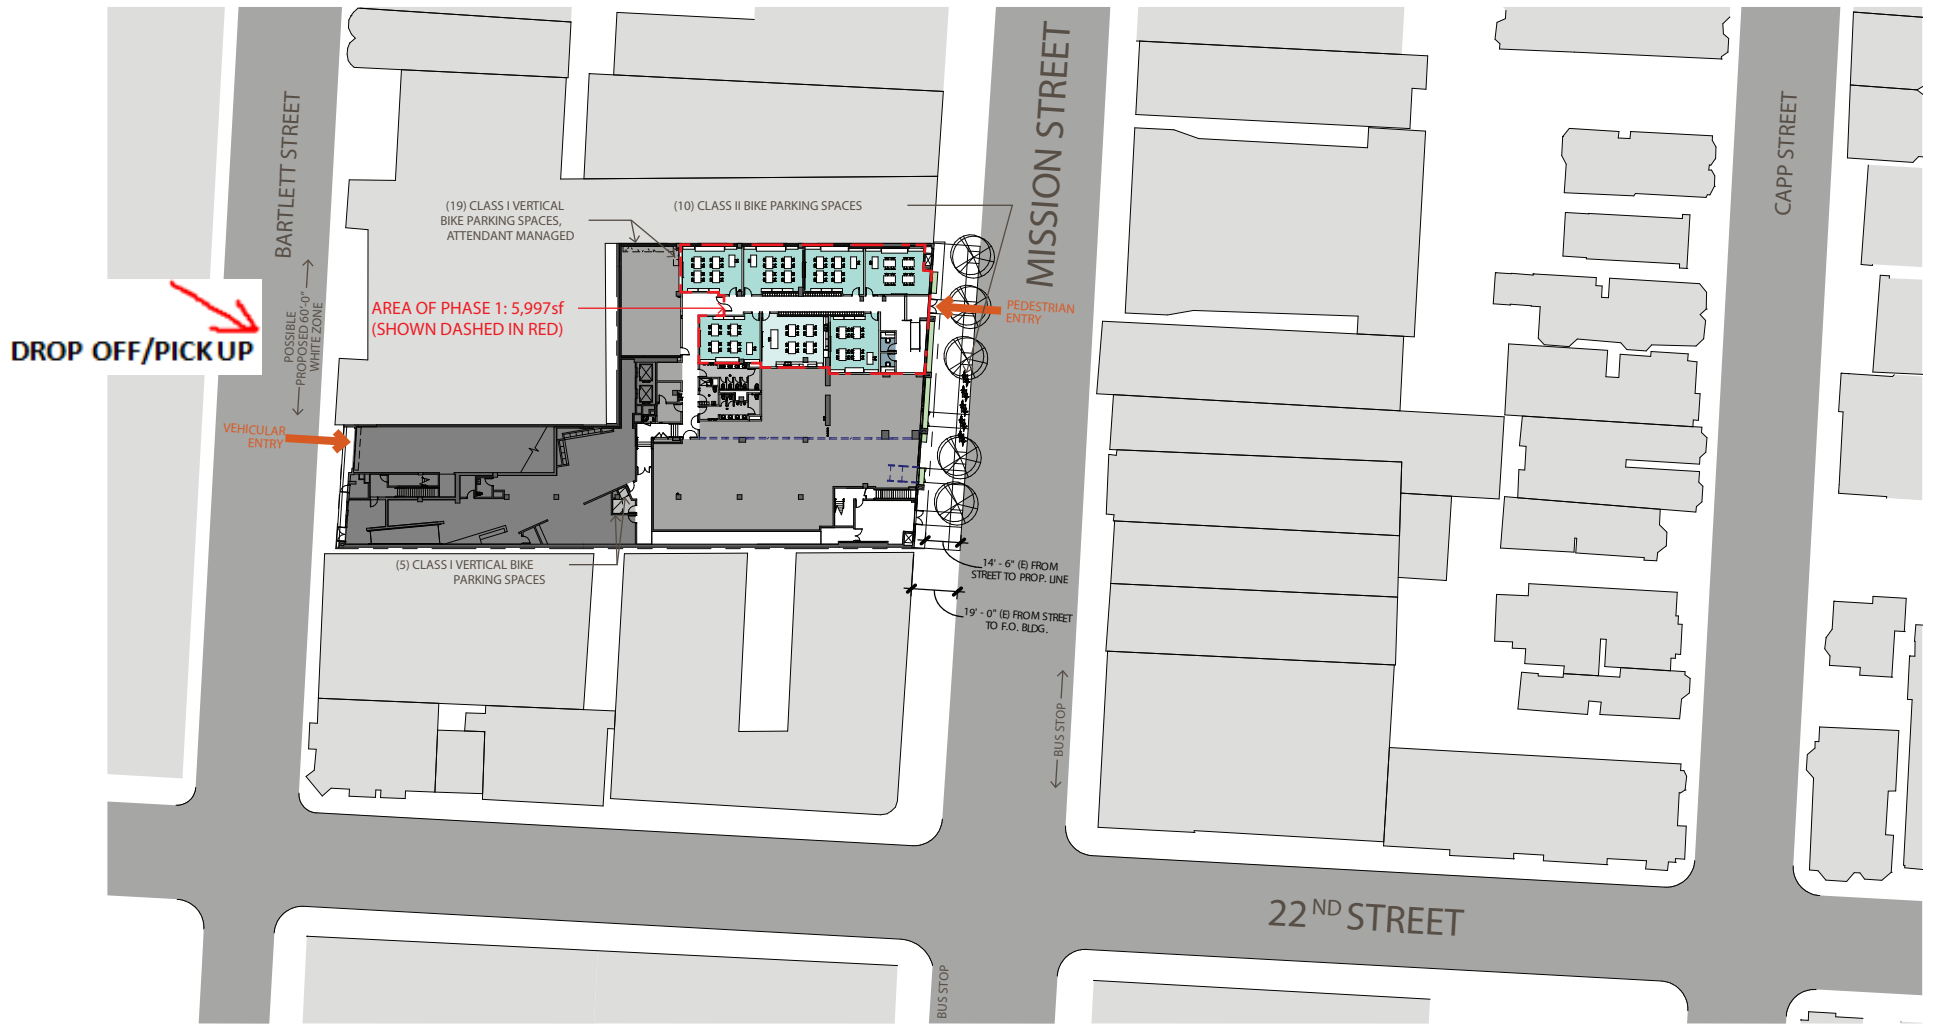 MISSION STREET
BARTLETT STREET
CAPP STREET
(19) CLASS I VERTICAL
BIKE PARKING SPACES,
ATTENDANT MANAGED
(10) CLASS II BIKE PARKING SPACES
AREA OF PHASE 1: 5,997sf
(SHOWN DASHED IN RED)
PEDESTRIAN
ENTRY
POSSIBLE
PROPOSED 60'-0"
WHITE ZONE
DROP OFF/PICK UP
VEHICULAR
ENTRY
(5) CLASS I VERTICAL BIKE
PARKING SPACES
14' - 6" (E) FROM
STREET TO PROP. LINE
19' - 0" (E) FROM STREET
TO F.O. BLDG.
BUS STOP
22ND STREET
BUS STOP